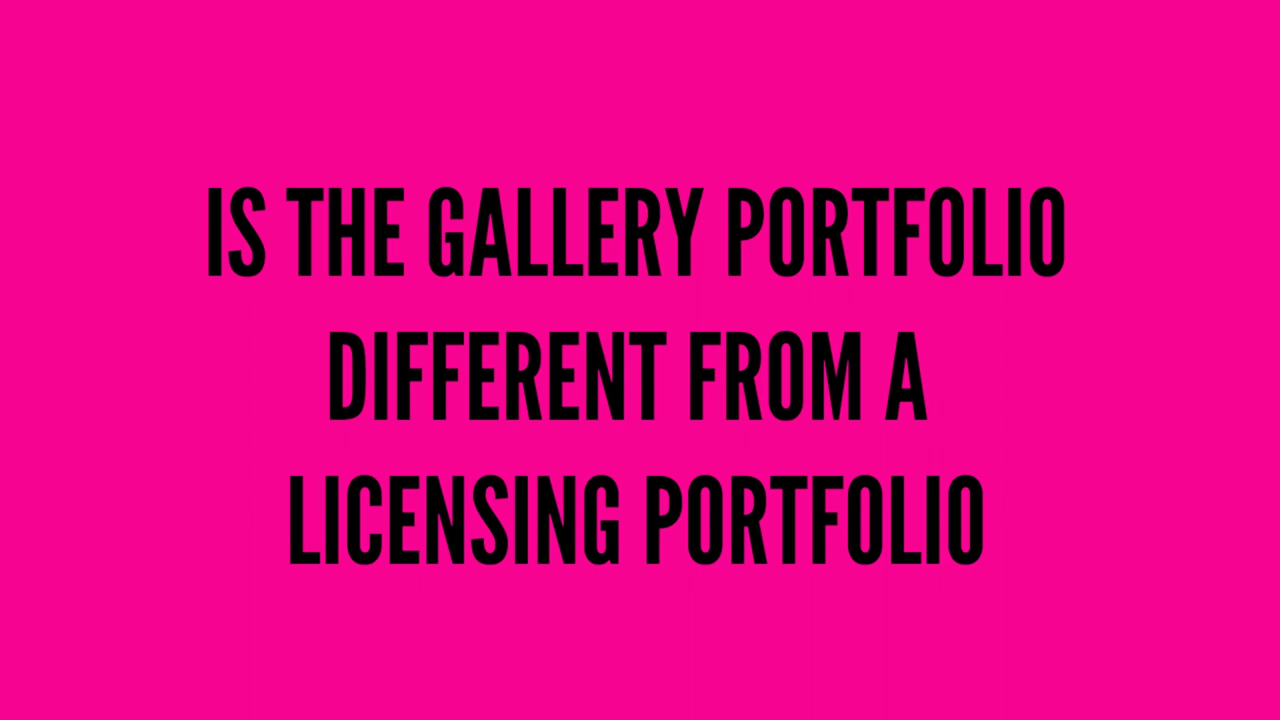 IS THE GALLERY PORTFOLIO
DIFFERENT FROM A
LICENSING PORTFOLIO